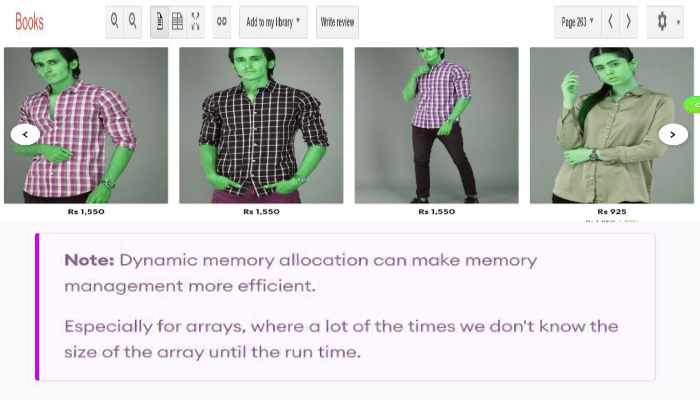 Books
Add to my library
Write review
Page 263
Rs 1,550
Rs 1,550
Rs 1,550
Rs 925
Note: Dynamic memory allocation can make memory
management more efficient.
Especially for arrays, where a lot of the times we don't know the
size of the array until the run time.